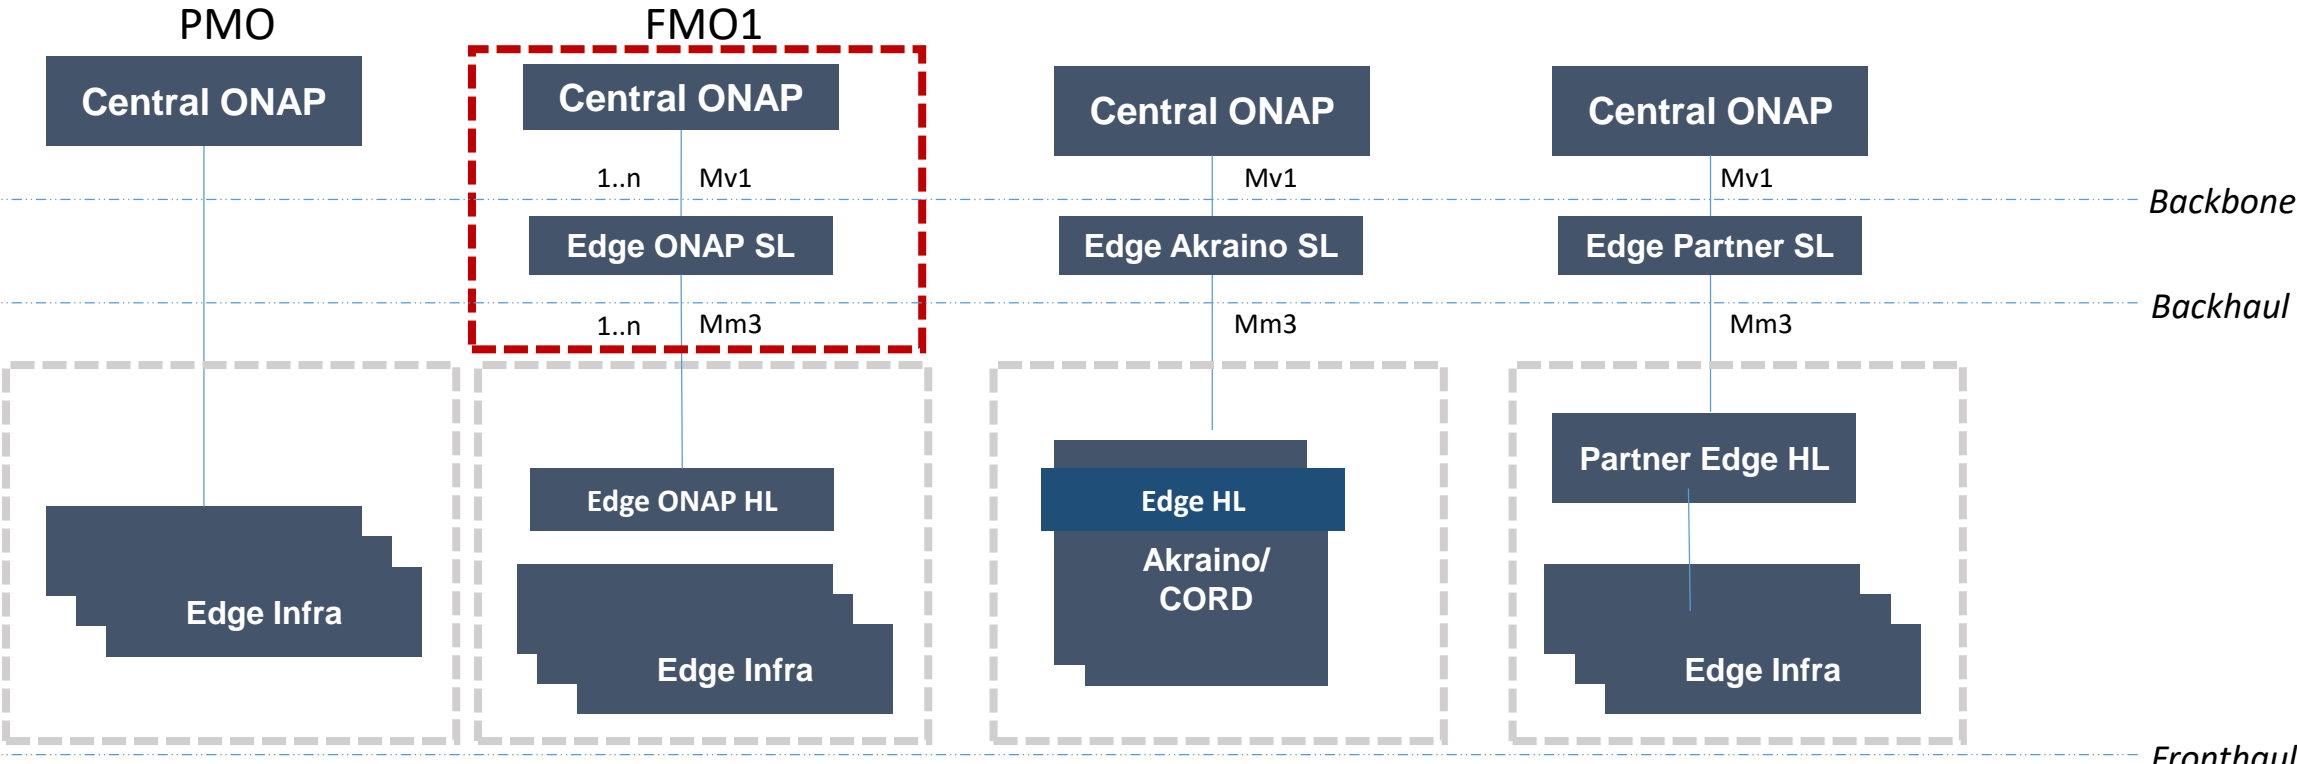 PMO
FMO1
Central ONAP
Central ONAP
Central ONAP
Central ONAP
1..n
Mv1
Mv1
Mv1
Backbone
Edge ONAP SL
Edge Akraino SL
Edge Partner SL
Backhaul
1..n
Mm3
Mm3
Mm3
Partner Edge HL
Edge ONAP HL
Edge HL
Akraino/
CORD
Edge Infra
Edge Infra
Edge Infra
Fronthaul